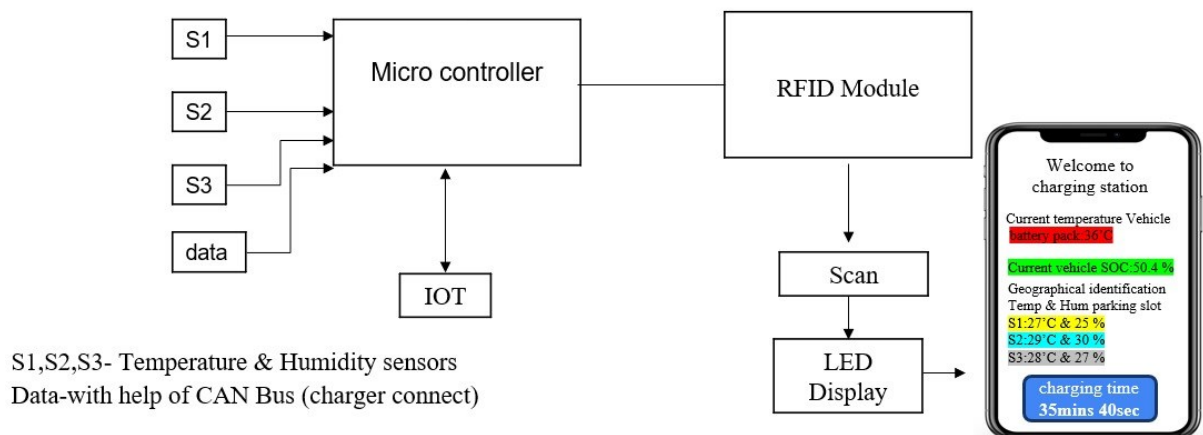 S1
Micro controller
RFID Module
S2
S3
data
IOT
Scan
LED
Display
S1,S2,S3- Temperature & Humidity sensors
Data-with help of CAN Bus (charger connect)
Welcome to
charging station
Current temperature Vehicle
battery pack:36˚C
Current vehicle SOC:50.4 %
Geographical identification
Temp & Hum parking slot
S1:27˚C & 25 %
S2:29˚C & 30 %
S3:28˚C & 27 %
charging time
35mins 40sec